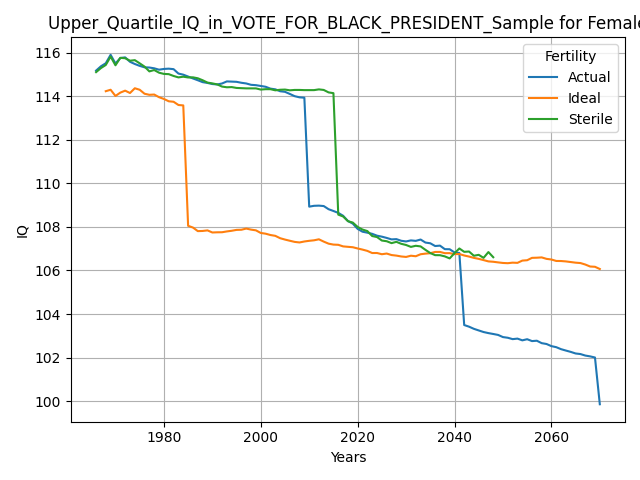 Upper_Quartile_IQ_in_VOTE_FOR_BLACK_PRESIDENT_Sample for Female
Fertility
Actual
Ideal
Sterile
116
114
112
110
108
106
104
102
100
IQ
1980
2000
2020
2040
2060
Years